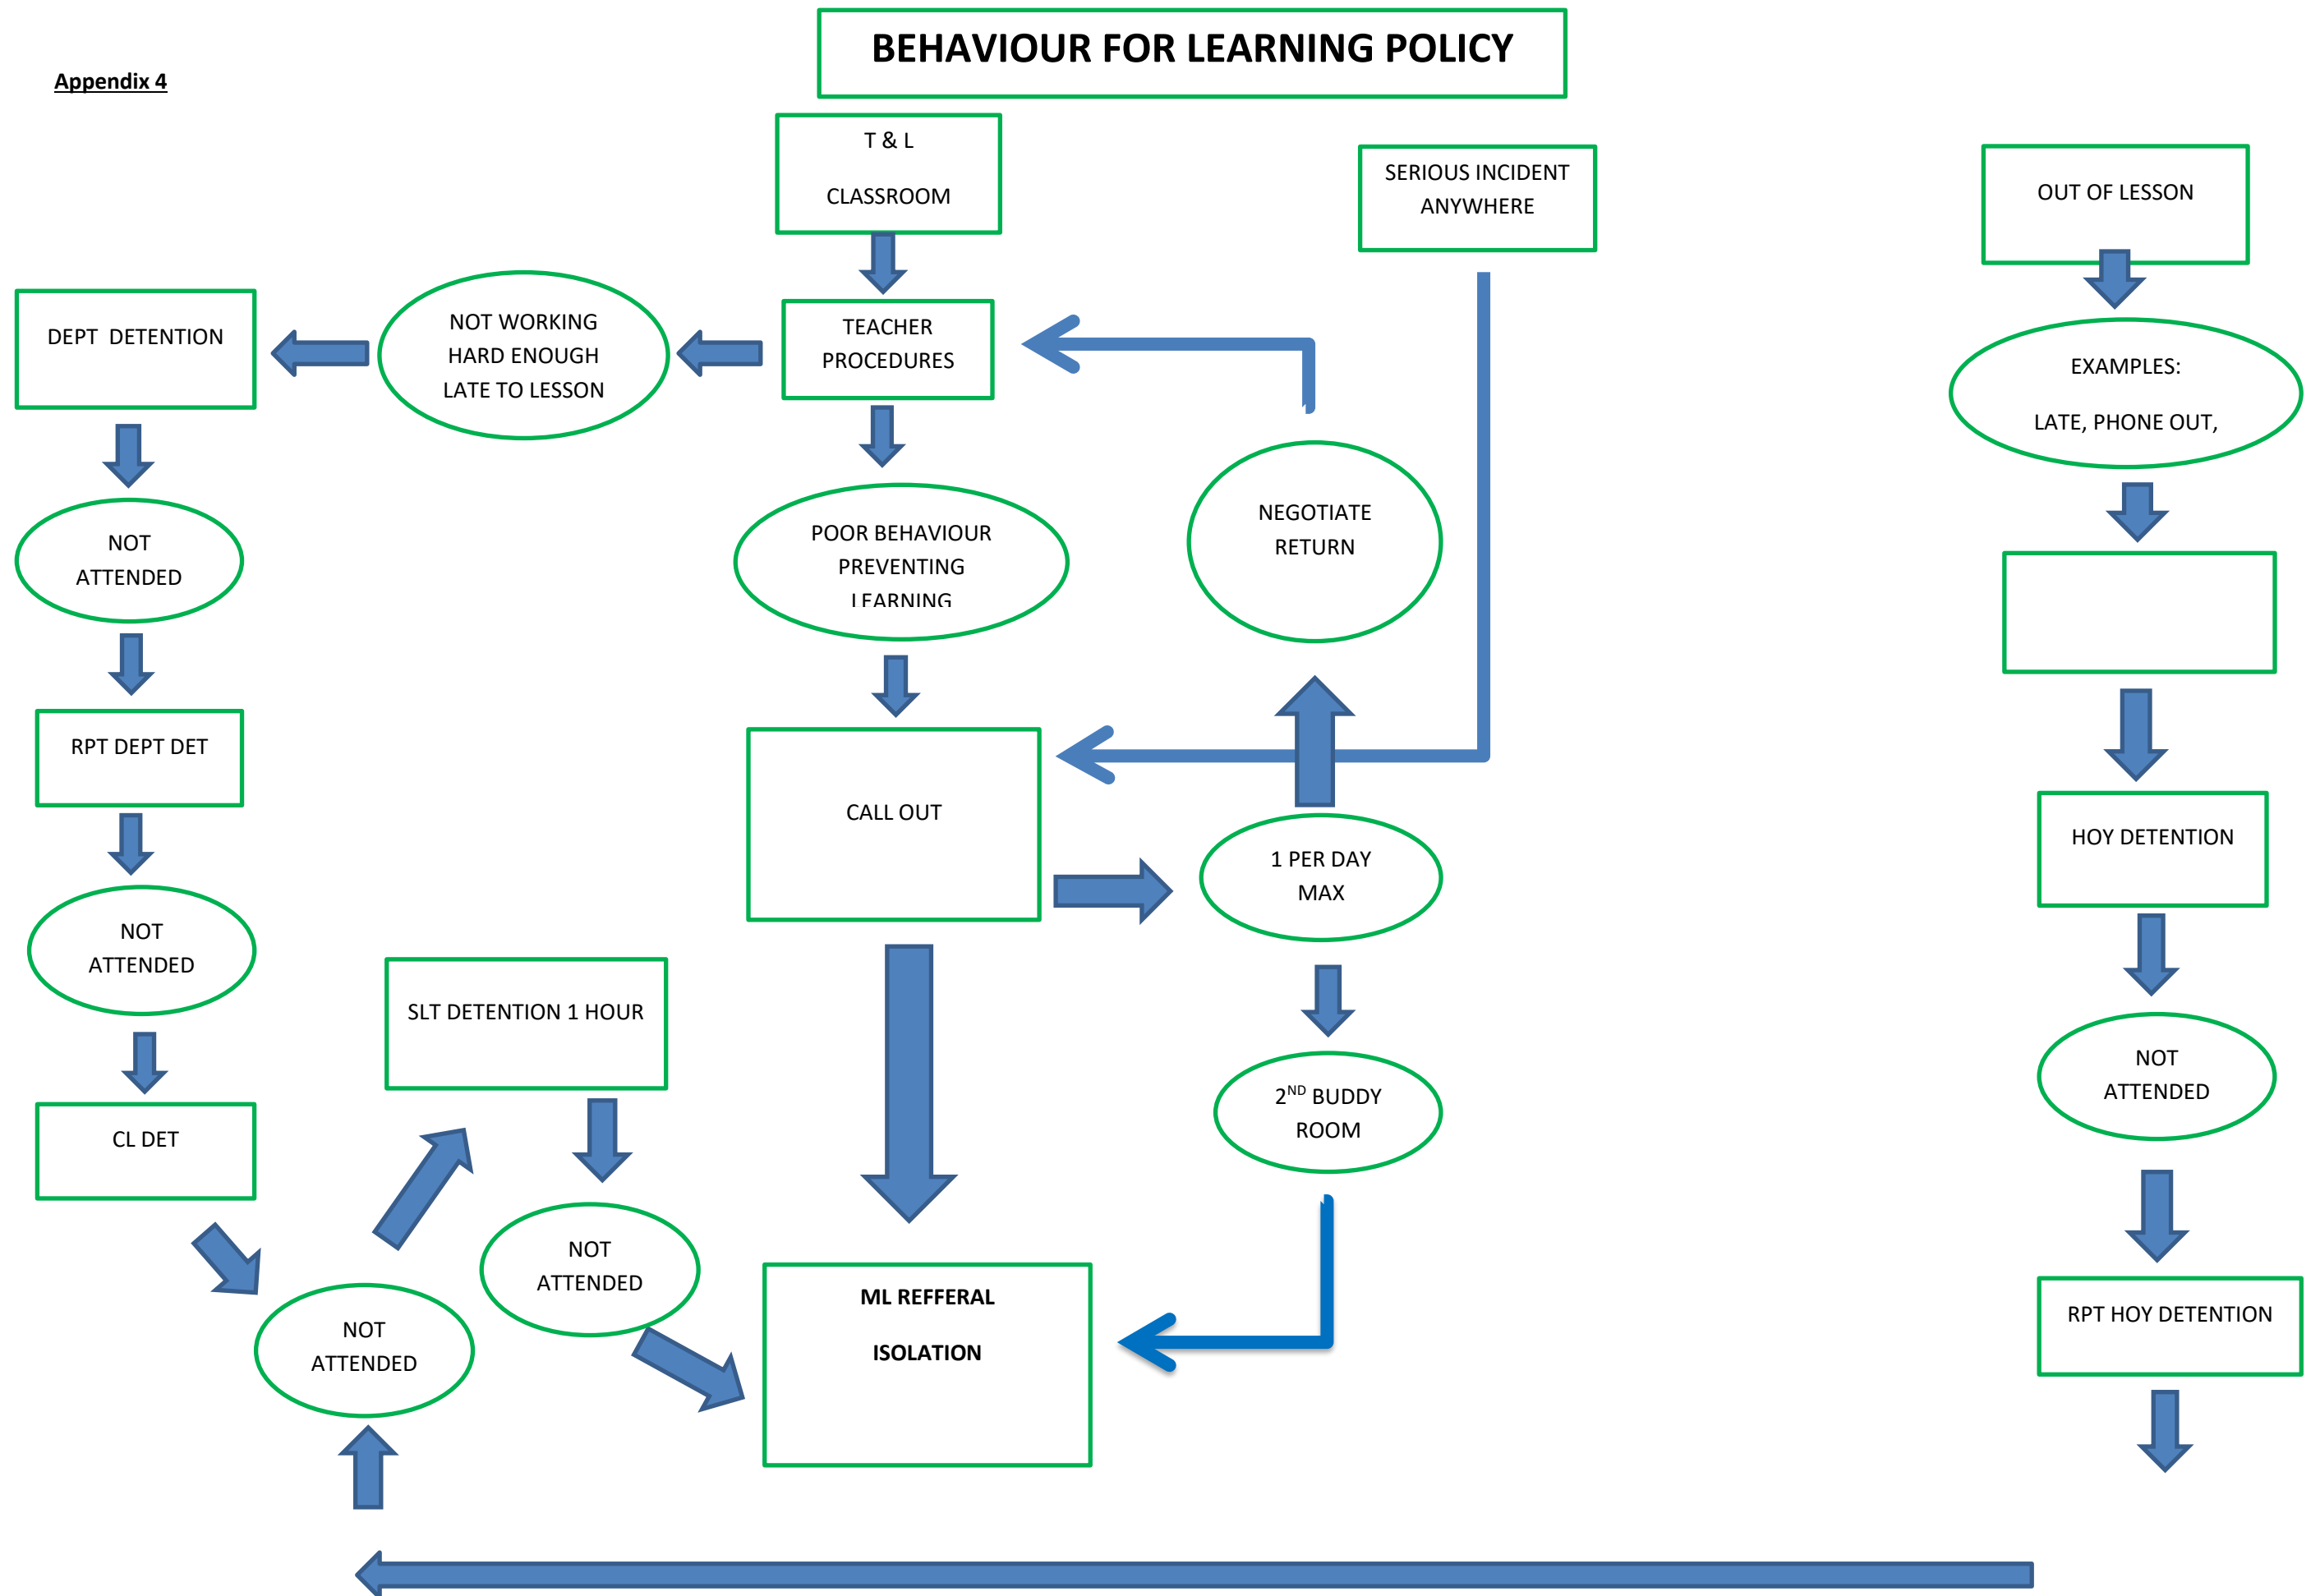 BEHAVIOUR FOR LEARNING POLICY
Appendix 4
T & L
CLASSROOM
SERIOUS INCIDENT
ANYWHERE
OUT OF LESSON
DEPT DETENTION
NOT WORKING
HARD ENOUGH
LATE TO LESSON
TEACHER
PROCEDURES
EXAMPLES:
LATE, PHONE OUT,
NOT
ATTENDED
POOR BEHAVIOUR
PREVENTING
LEARNING
NEGOTIATE
RETURN
RPT DEPT DET
CALL OUT
1 PER DAY
MAX
HOY DETENTION
NOT
ATTENDED
SLT DETENTION 1 HOUR
2ND BUDDY
ROOM
NOT
ATTENDED
CL DET
NOT
ATTENDED
NOT
ATTENDED
ML REFFERAL
ISOLATION
RPT HOY DETENTION